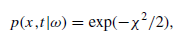 p(x,t|ω) = exp(−χ²/2),